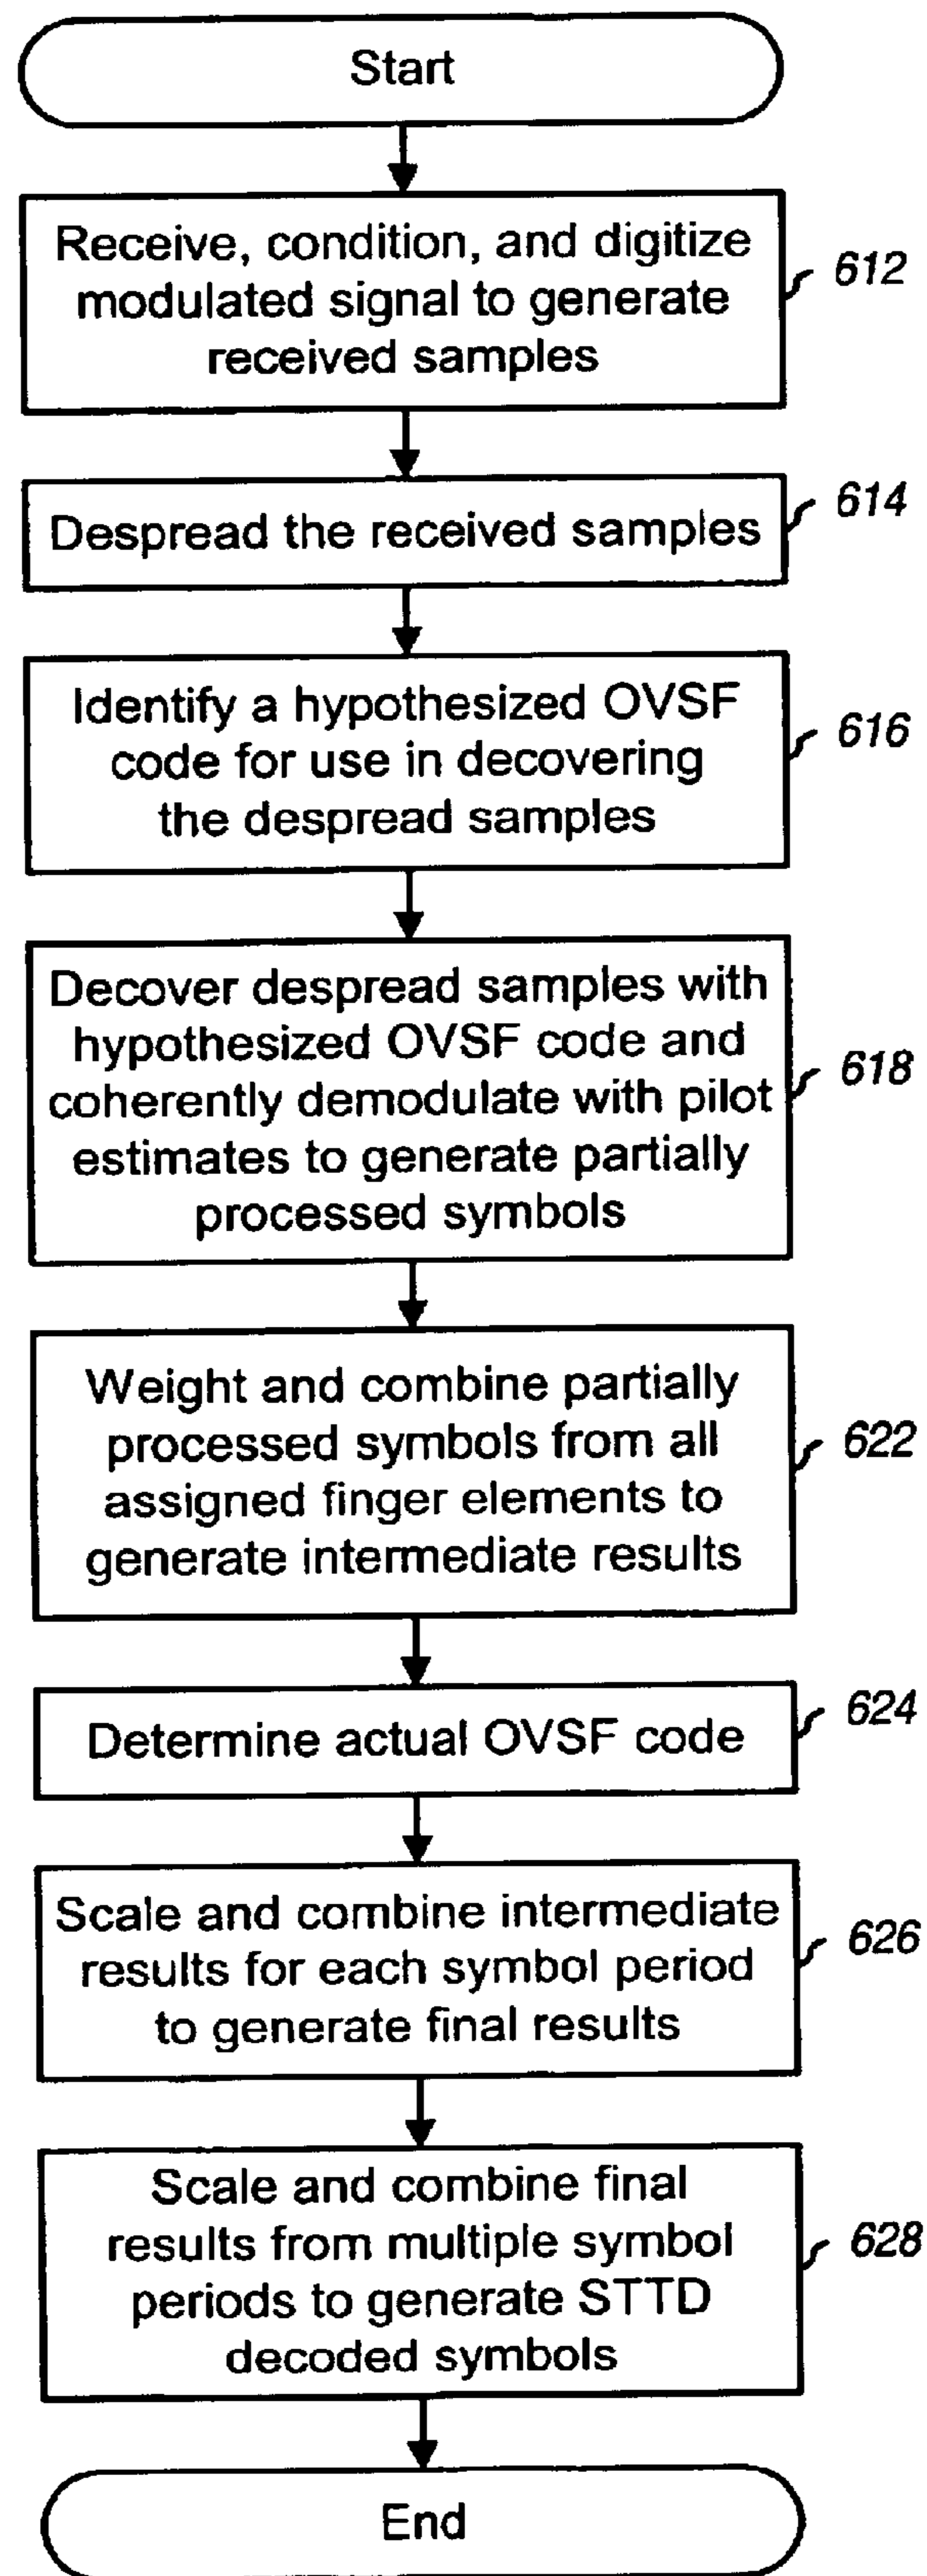 Start
Receive, condition, and digitize
modulated signal to generate
received samples
612
Despread the received samples
614
Identify a hypothesized OVSF
code for use in decovering
the despread samples
616
Decover despread samples with
hypothesized OVSF code and
coherently demodulate with pilot
estimates to generate partially
processed symbols
618
Weight and combine partially
processed symbols from all
assigned finger elements to
generate intermediate results
622
Determine actual OVSF code
624
Scale and combine intermediate
results for each symbol period
to generate final results
626
Scale and combine final
results from multiple symbol
periods to generate STTD
decoded symbols
628
End